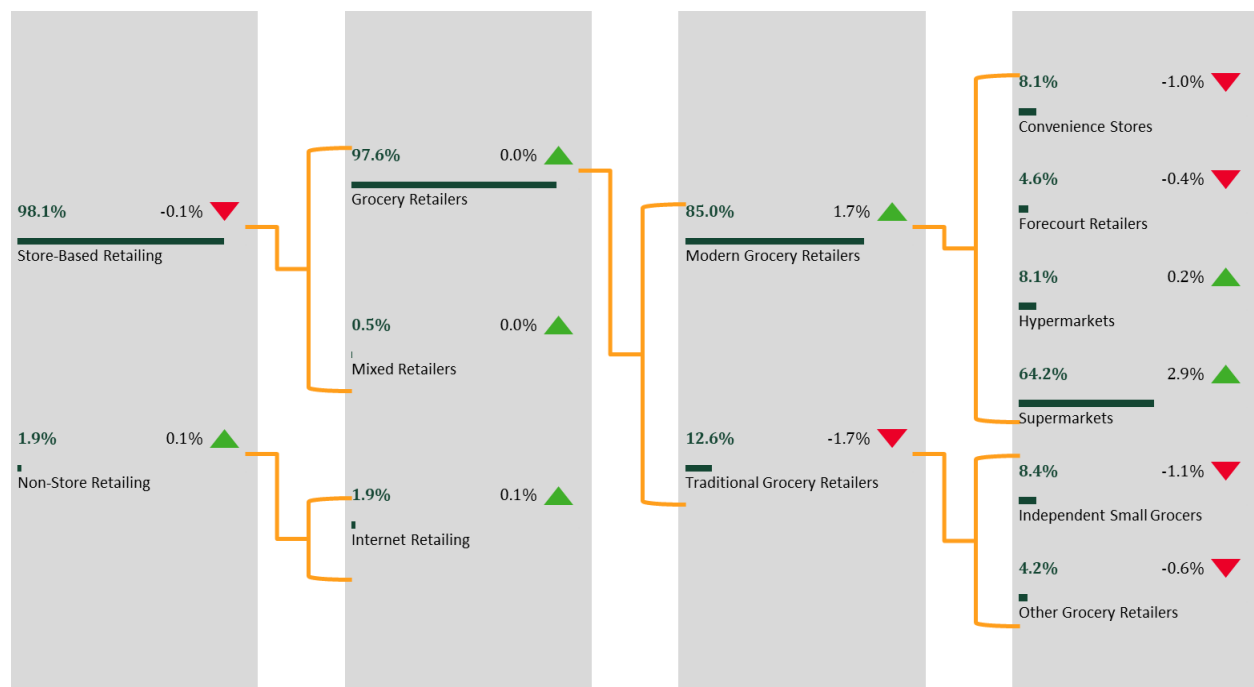 98.1% -0.1%
Store-Based Retailing
1.9% 0.1%
Non-Store Retailing
97.6% 0.0%
Grocery Retailers
0.5% 0.0%
Mixed Retailers
1.9% 0.1%
Internet Retailing
85.0% 1.7%
Modern Grocery Retailers
12.6% -1.7%
Traditional Grocery Retailers
8.1% -1.0%
Convenience Stores
4.6% -0.4%
Forecourt Retailers
8.1% 0.2%
Hypermarkets
64.2% 2.9%
Supermarkets
8.4% -1.1%
Independent Small Grocers
4.2% -0.6%
Other Grocery Retailers